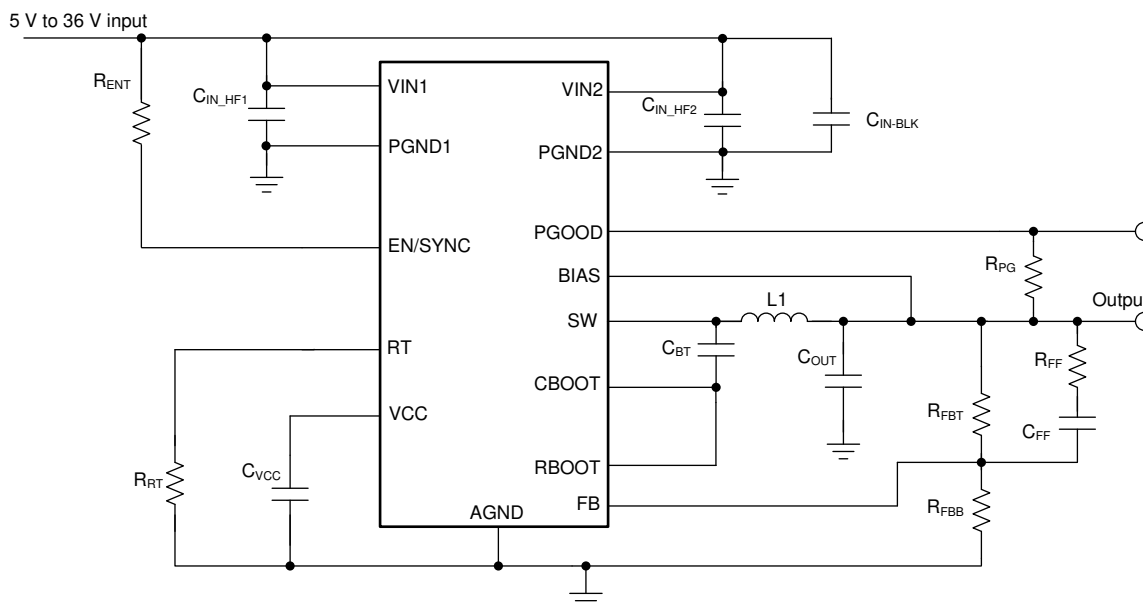 5 V to 36 V input
R_ENT
C_IN_HF1
VIN1
PGND1
EN/SYNC
RT
VCC
AGND
R_RT
C_VCC
VIN2
PGND2
PGOOD
BIAS
SW
CBOOT
RBOOT
FB
C_IN_HF2
C_IN-BLK
R_PG
L1
Output
C_BT
C_OUT
R_FF
R_FBT
C_FF
R_FBB